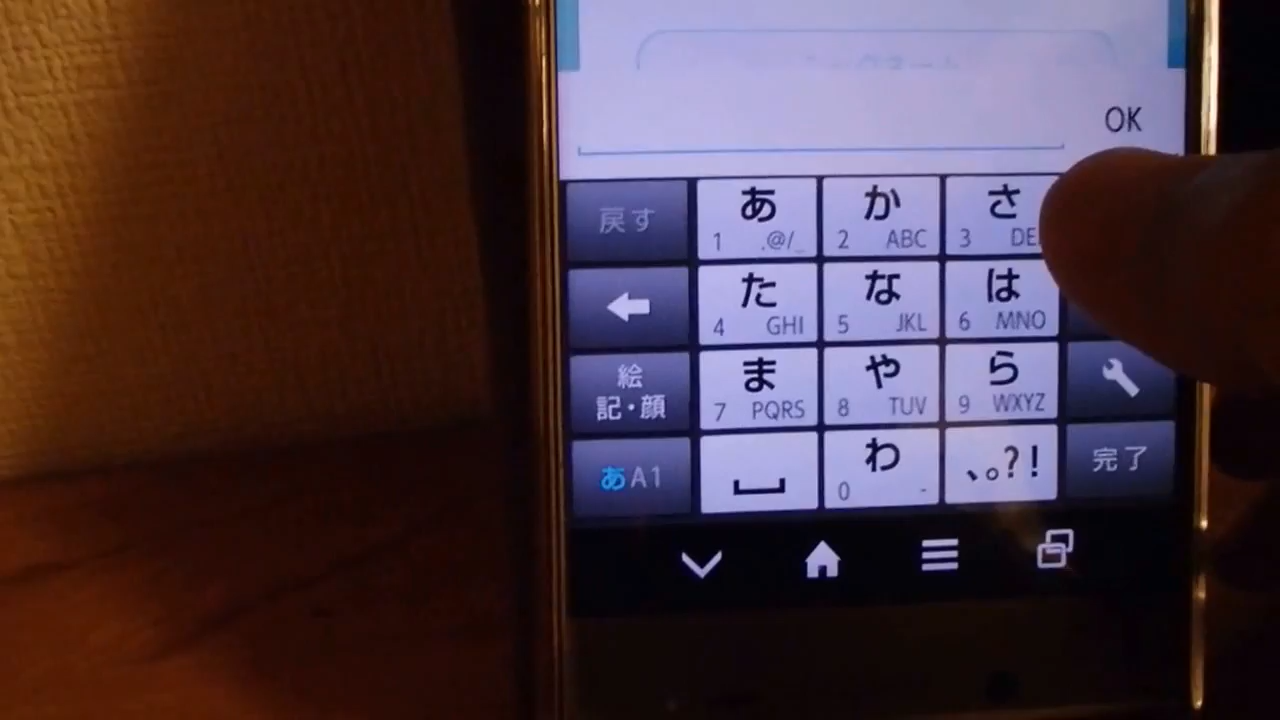 OK
戻す
あ
1 .@/_
か
2 ABC
さ
3
た
4 GHI
な
5 JKL
は
6 MNO
絵
記・顔
ま
7 PQRS
や
8 TUV
ら
9 WXYZ
あA1
わ
0 -
、。?!
完了